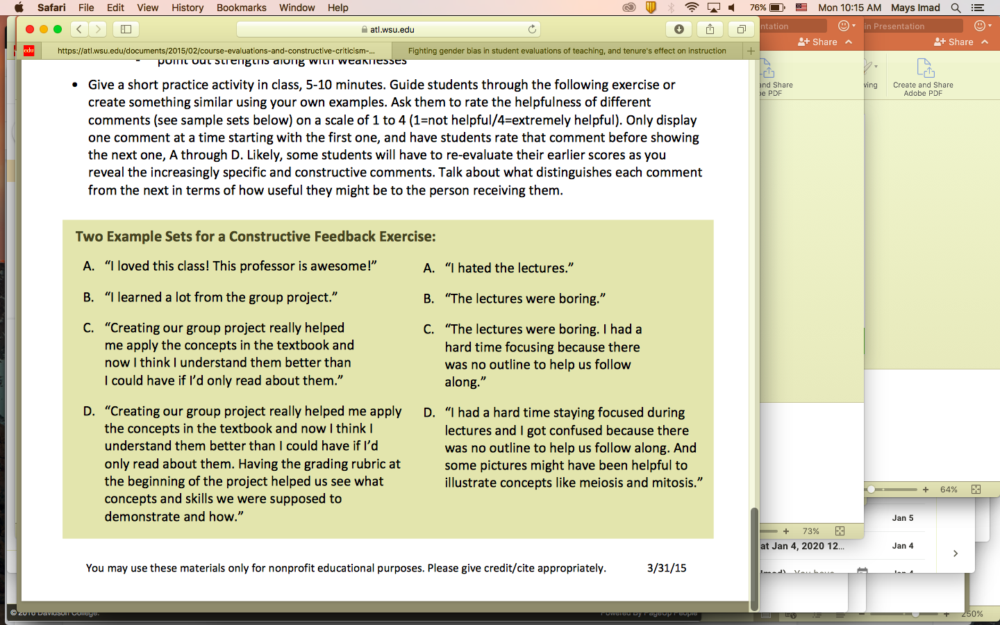 Safari File Edit View History Bookmarks Window Help 76% Mon 10:15 AM Mays Imad
atl.wsu.edu
edu https://atl.wsu.edu/documents/2015/02/course-evaluations-and-constructive-criticism-... Fighting gender bias in student evaluations of teaching, and tenure's effect on instruction
- point out strengths along with weaknesses
• Give a short practice activity in class, 5-10 minutes. Guide students through the following exercise or
create something similar using your own examples. Ask them to rate the helpfulness of different
comments (see sample sets below) on a scale of 1 to 4 (1=not helpful/4=extremely helpful). Only display
one comment at a time starting with the first one, and have students rate that comment before showing
the next one, A through D. Likely, some students will have to re-evaluate their earlier scores as you
reveal the increasingly specific and constructive comments. Talk about what distinguishes each comment
from the next in terms of how useful they might be to the person receiving them.
Two Example Sets for a Constructive Feedback Exercise:
A. “I loved this class! This professor is awesome!”
B. “I learned a lot from the group project.”
C. “Creating our group project really helped
me apply the concepts in the textbook and
now I think I understand them better than
I could have if I’d only read about them.”
D. “Creating our group project really helped me apply
the concepts in the textbook and now I think I
understand them better than I could have if I’d
only read about them. Having the grading rubric at
the beginning of the project helped us see what
concepts and skills we were supposed to
demonstrate and how.”
A. “I hated the lectures.”
B. “The lectures were boring.”
C. “The lectures were boring. I had a
hard time focusing because there
was no outline to help us follow
along.”
D. “I had a hard time staying focused during
lectures and I got confused because there
was no outline to help us follow along. And
some pictures might have been helpful to
illustrate concepts like meiosis and mitosis.”
You may use these materials only for nonprofit educational purposes. Please give credit/cite appropriately. 3/31/15
© 2016 Davidson College. Powered By PageUp People
ntation
Share
and Share
PDF
73%
in Presentation
Share
wing
Create and Share
Adobe PDF
64%
Jan 5
at Jan 4, 2020 12... Jan 4
Imad) You have Jan 4
250%